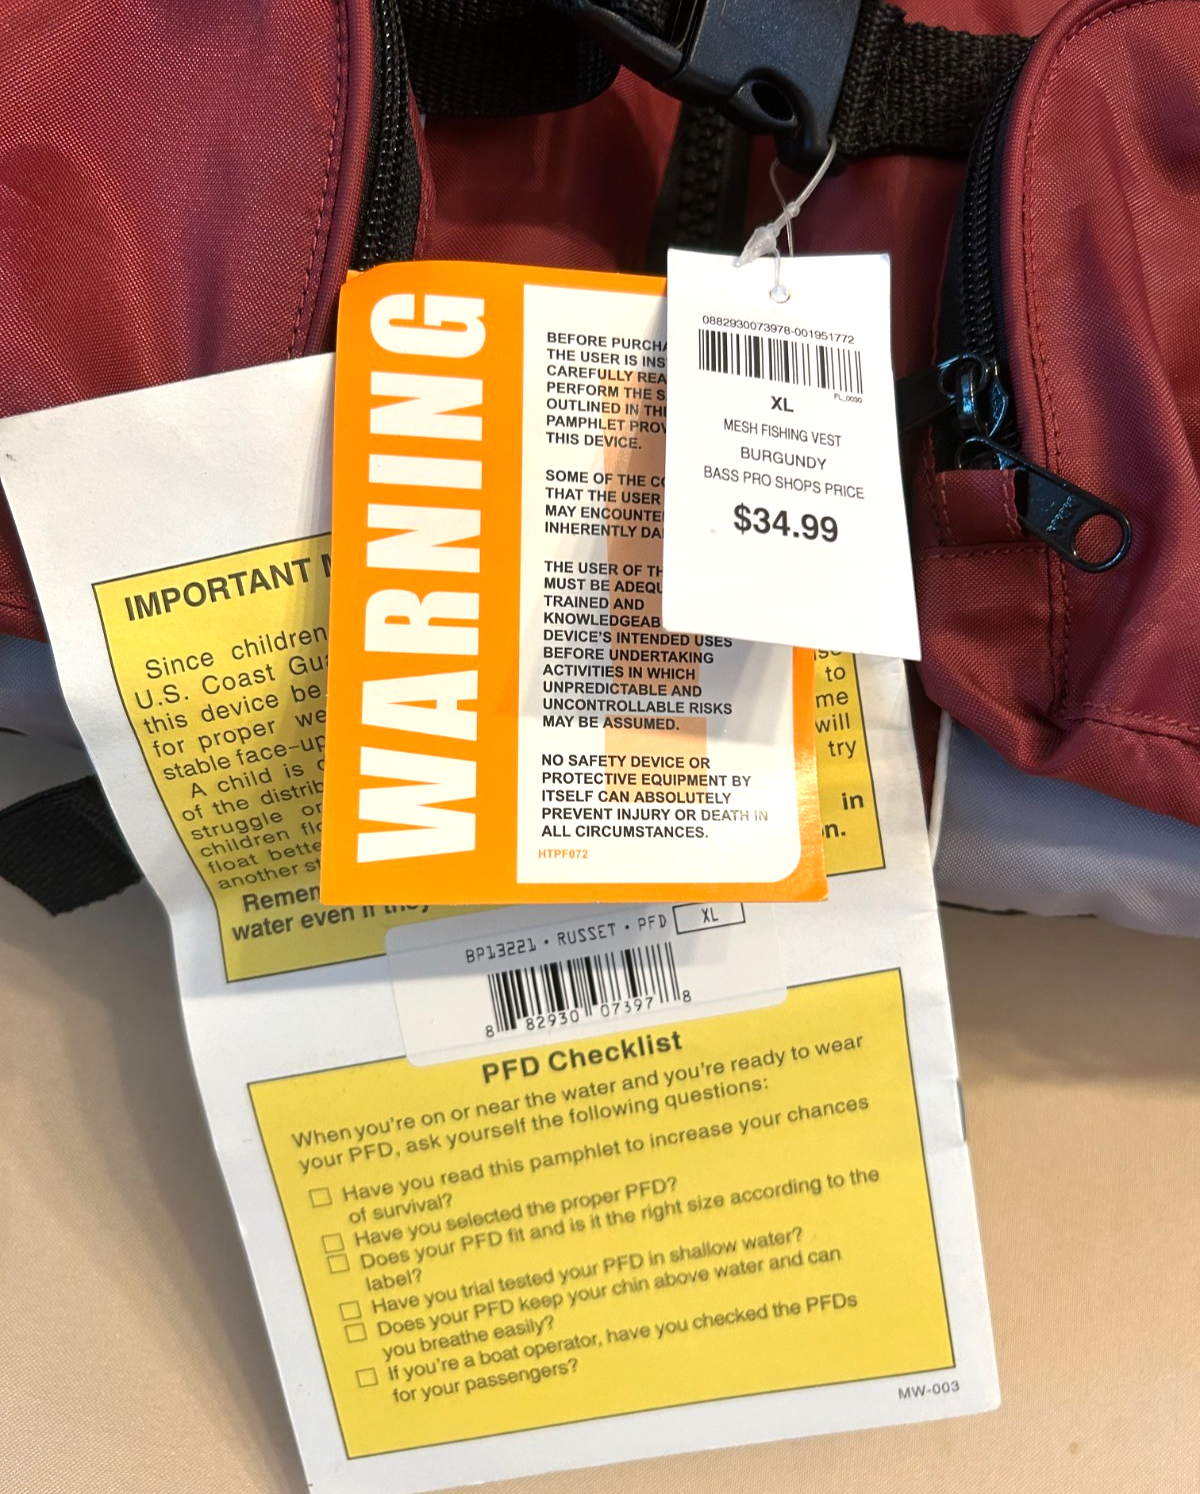 WARNING
BEFORE PURCHA
THE USER IS INS
CAREFULLY REA
PERFORM THE S
OUTLINED IN TH
PAMPHLET PROV
THIS DEVICE.
SOME OF THE CO
THAT THE USER
MAY ENCOUNTE
INHERENTLY DA
THE USER OF TH
MUST BE ADEQU
TRAINED AND
KNOWLEDGEAB
DEVICE'S INTENDED USES
BEFORE UNDERTAKING
ACTIVITIES IN WHICH
UNPREDICTABLE AND
UNCONTROLLABLE RISKS
MAY BE ASSUMED.
NO SAFETY DEVICE OR
PROTECTIVE EQUIPMENT BY
ITSELF CAN ABSOLUTELY
PREVENT INJURY OR DEATH IN
ALL CIRCUMSTANCES.
HTPF072
0882930073978-001951772
FL_0030
XL
MESH FISHING VEST
BURGUNDY
BASS PRO SHOPS PRICE
$34.99
IMPORTANT
Since children
U.S. Coast Gua
this device be
for proper we
stable face-up
A child is
of the distrib
struggle or
children flo
float bette
another st
Remem
water even if they
to
me
will
try
in
n.
BP13221 • RUSSET • PFD XL
8 82930 07397 8
PFD Checklist
When you're on or near the water and you're ready to wear
your PFD, ask yourself the following questions:
Have you read this pamphlet to increase your chances
of survival?
Have you selected the proper PFD?
Does your PFD fit and is it the right size according to the
label?
Have you trial tested your PFD in shallow water?
Does your PFD keep your chin above water and can
you breathe easily?
If you're a boat operator, have you checked the PFDs
for your passengers?
MW-003